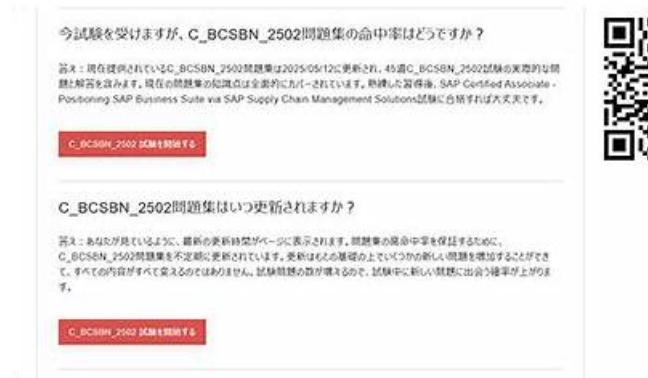 今試験を受けますが、C_BCSBN_2502問題集の命中率はどうですか？
答え：現在提供されているC_BCSBN_2502問題集は2025/05/12に更新され、45週C_BCSBN_2502試験の実際的な問
題と解答を含みます。現在の問題集の知識点は全面的にカバーされています。熟練した習得後、SAP Certified Associate -
Positioning SAP Business Suite via SAP Supply Chain Management Solutions試験に合格すれば大丈夫です。
C_BCSBN_2502 試験を開始する
C_BCSBN_2502問題集はいつ更新されますか？
答え：あなたが見ているように、最新の更新時間がページに表示されます。問題集の高命中率を保証するために、
C_BCSBN_2502問題集を不定期に更新されています。更新はもとの基礎の上でいくつかの新しい問題を増加することができ
て、すべての内容がすべて変えるのではありません。試験問題の数が増えるので、試験中に新しい問題に出会う確率が上がりま
す。
C_BCSBN_2502 試験を開始する